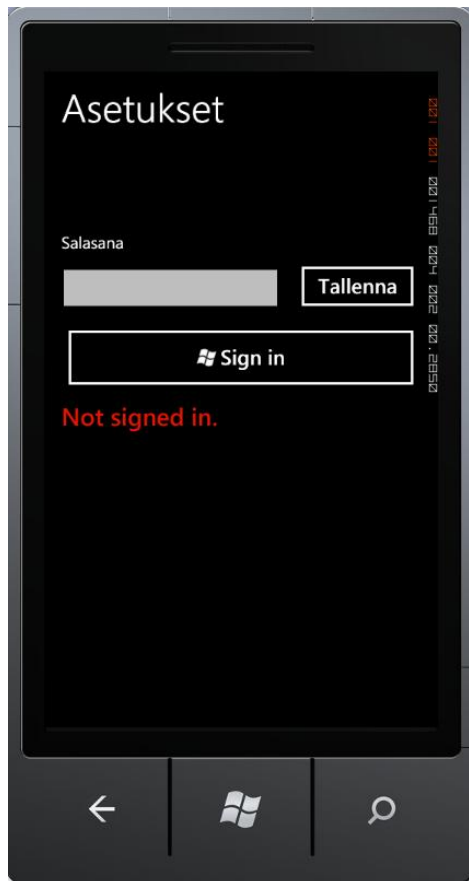 Asetukset
Salasana
Tallenna
Sign in
Not signed in.